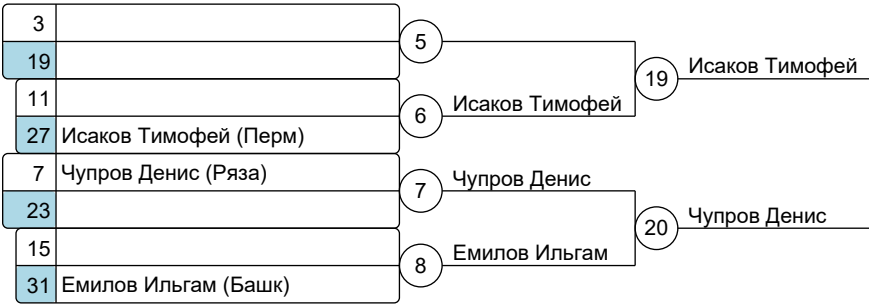 3
19
5
Исаков Тимофей
19
11
27 Исаков Тимофей (Перм)
6
Исаков Тимофей
7 Чупров Денис (Ряза)
23
7
Чупров Денис
20
Чупров Денис
15
31 Емилов Ильгам (Башк)
8
Емилов Ильгам